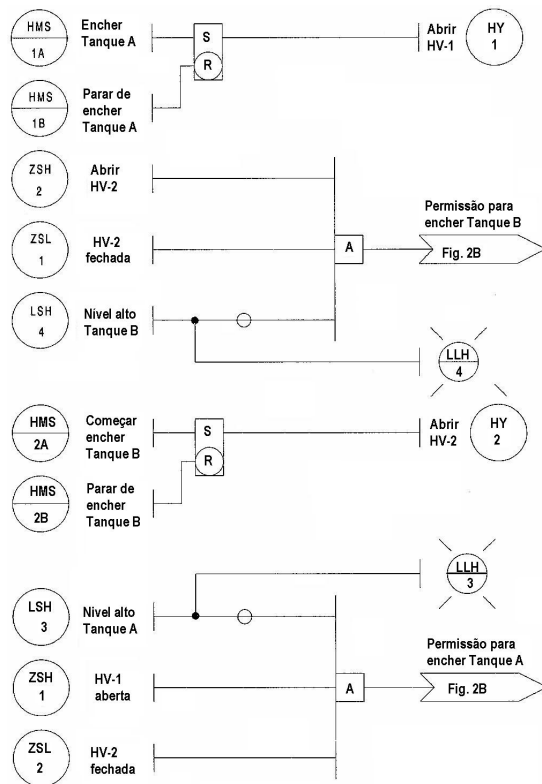 HMS
1A
Encher
Tanque A
S
R
Abrir
HV-1
HY
1
HMS
1B
Parar de
encher
Tanque A
ZSH
2
Abrir
HV-2
ZSL
1
HV-2
fechada
A
Permissão para
encher Tanque B
Fig. 2B
LSH
4
Nível alto
Tanque B
LLH
4
HMS
2A
Começar
encher
Tanque B
S
R
Abrir
HV-2
HY
2
HMS
2B
Parar de
encher
Tanque B
LLH
3
LSH
3
Nivel alto
Tanque A
ZSH
1
HV-1
aberta
A
Permissão para
encher Tanque A
Fig. 2B
ZSL
2
HV-2
fechada